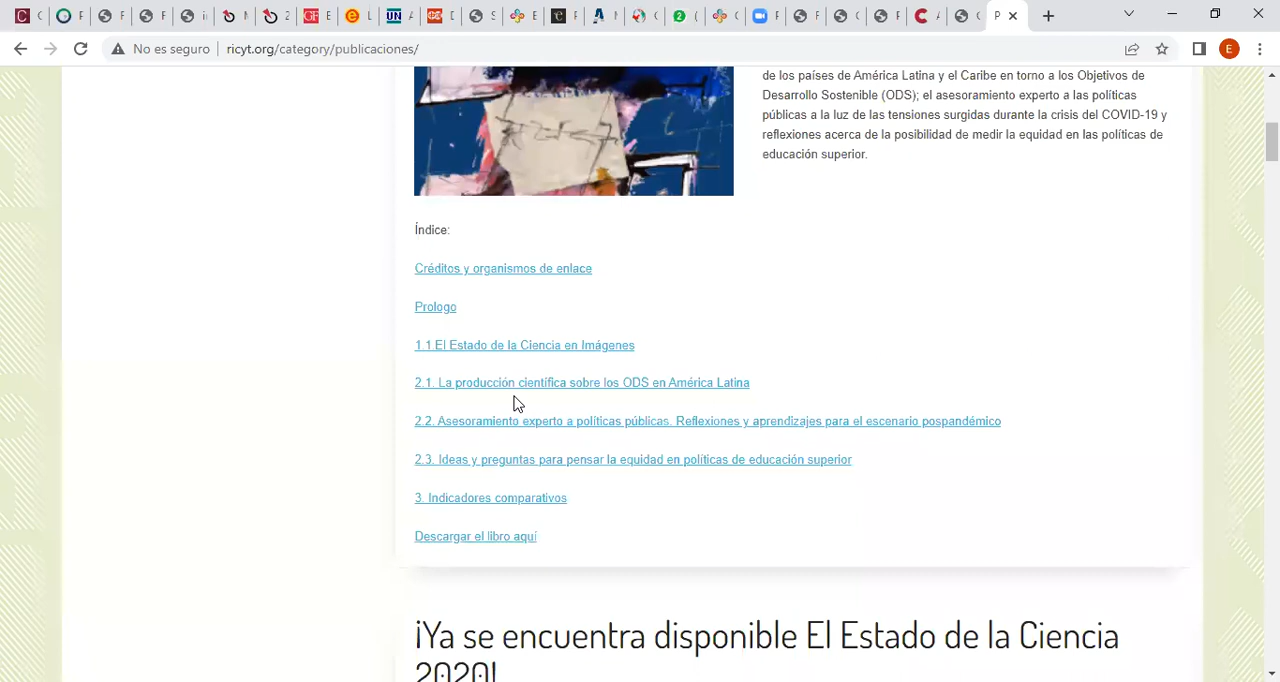 No es seguro ricyt.org/category/publicaciones/
de los países de América Latina y el Caribe en torno a los Objetivos de
Desarrollo Sostenible (ODS); el asesoramiento experto a las políticas
públicas a la luz de las tensiones surgidas durante la crisis del COVID-19 y
reflexiones acerca de la posibilidad de medir la equidad en las políticas de
educación superior.
Índice:
Créditos y organismos de enlace
Prologo
1.1 El Estado de la Ciencia en Imágenes
2.1. La producción científica sobre los ODS en América Latina
2.2. Asesoramiento experto a políticas públicas. Reflexiones y aprendizajes para el escenario pospandémico
2.3. Ideas y preguntas para pensar la equidad en políticas de educación superior
3. Indicadores comparativos
Descargar el libro aquí
¡Ya se encuentra disponible El Estado de la Ciencia
2020!